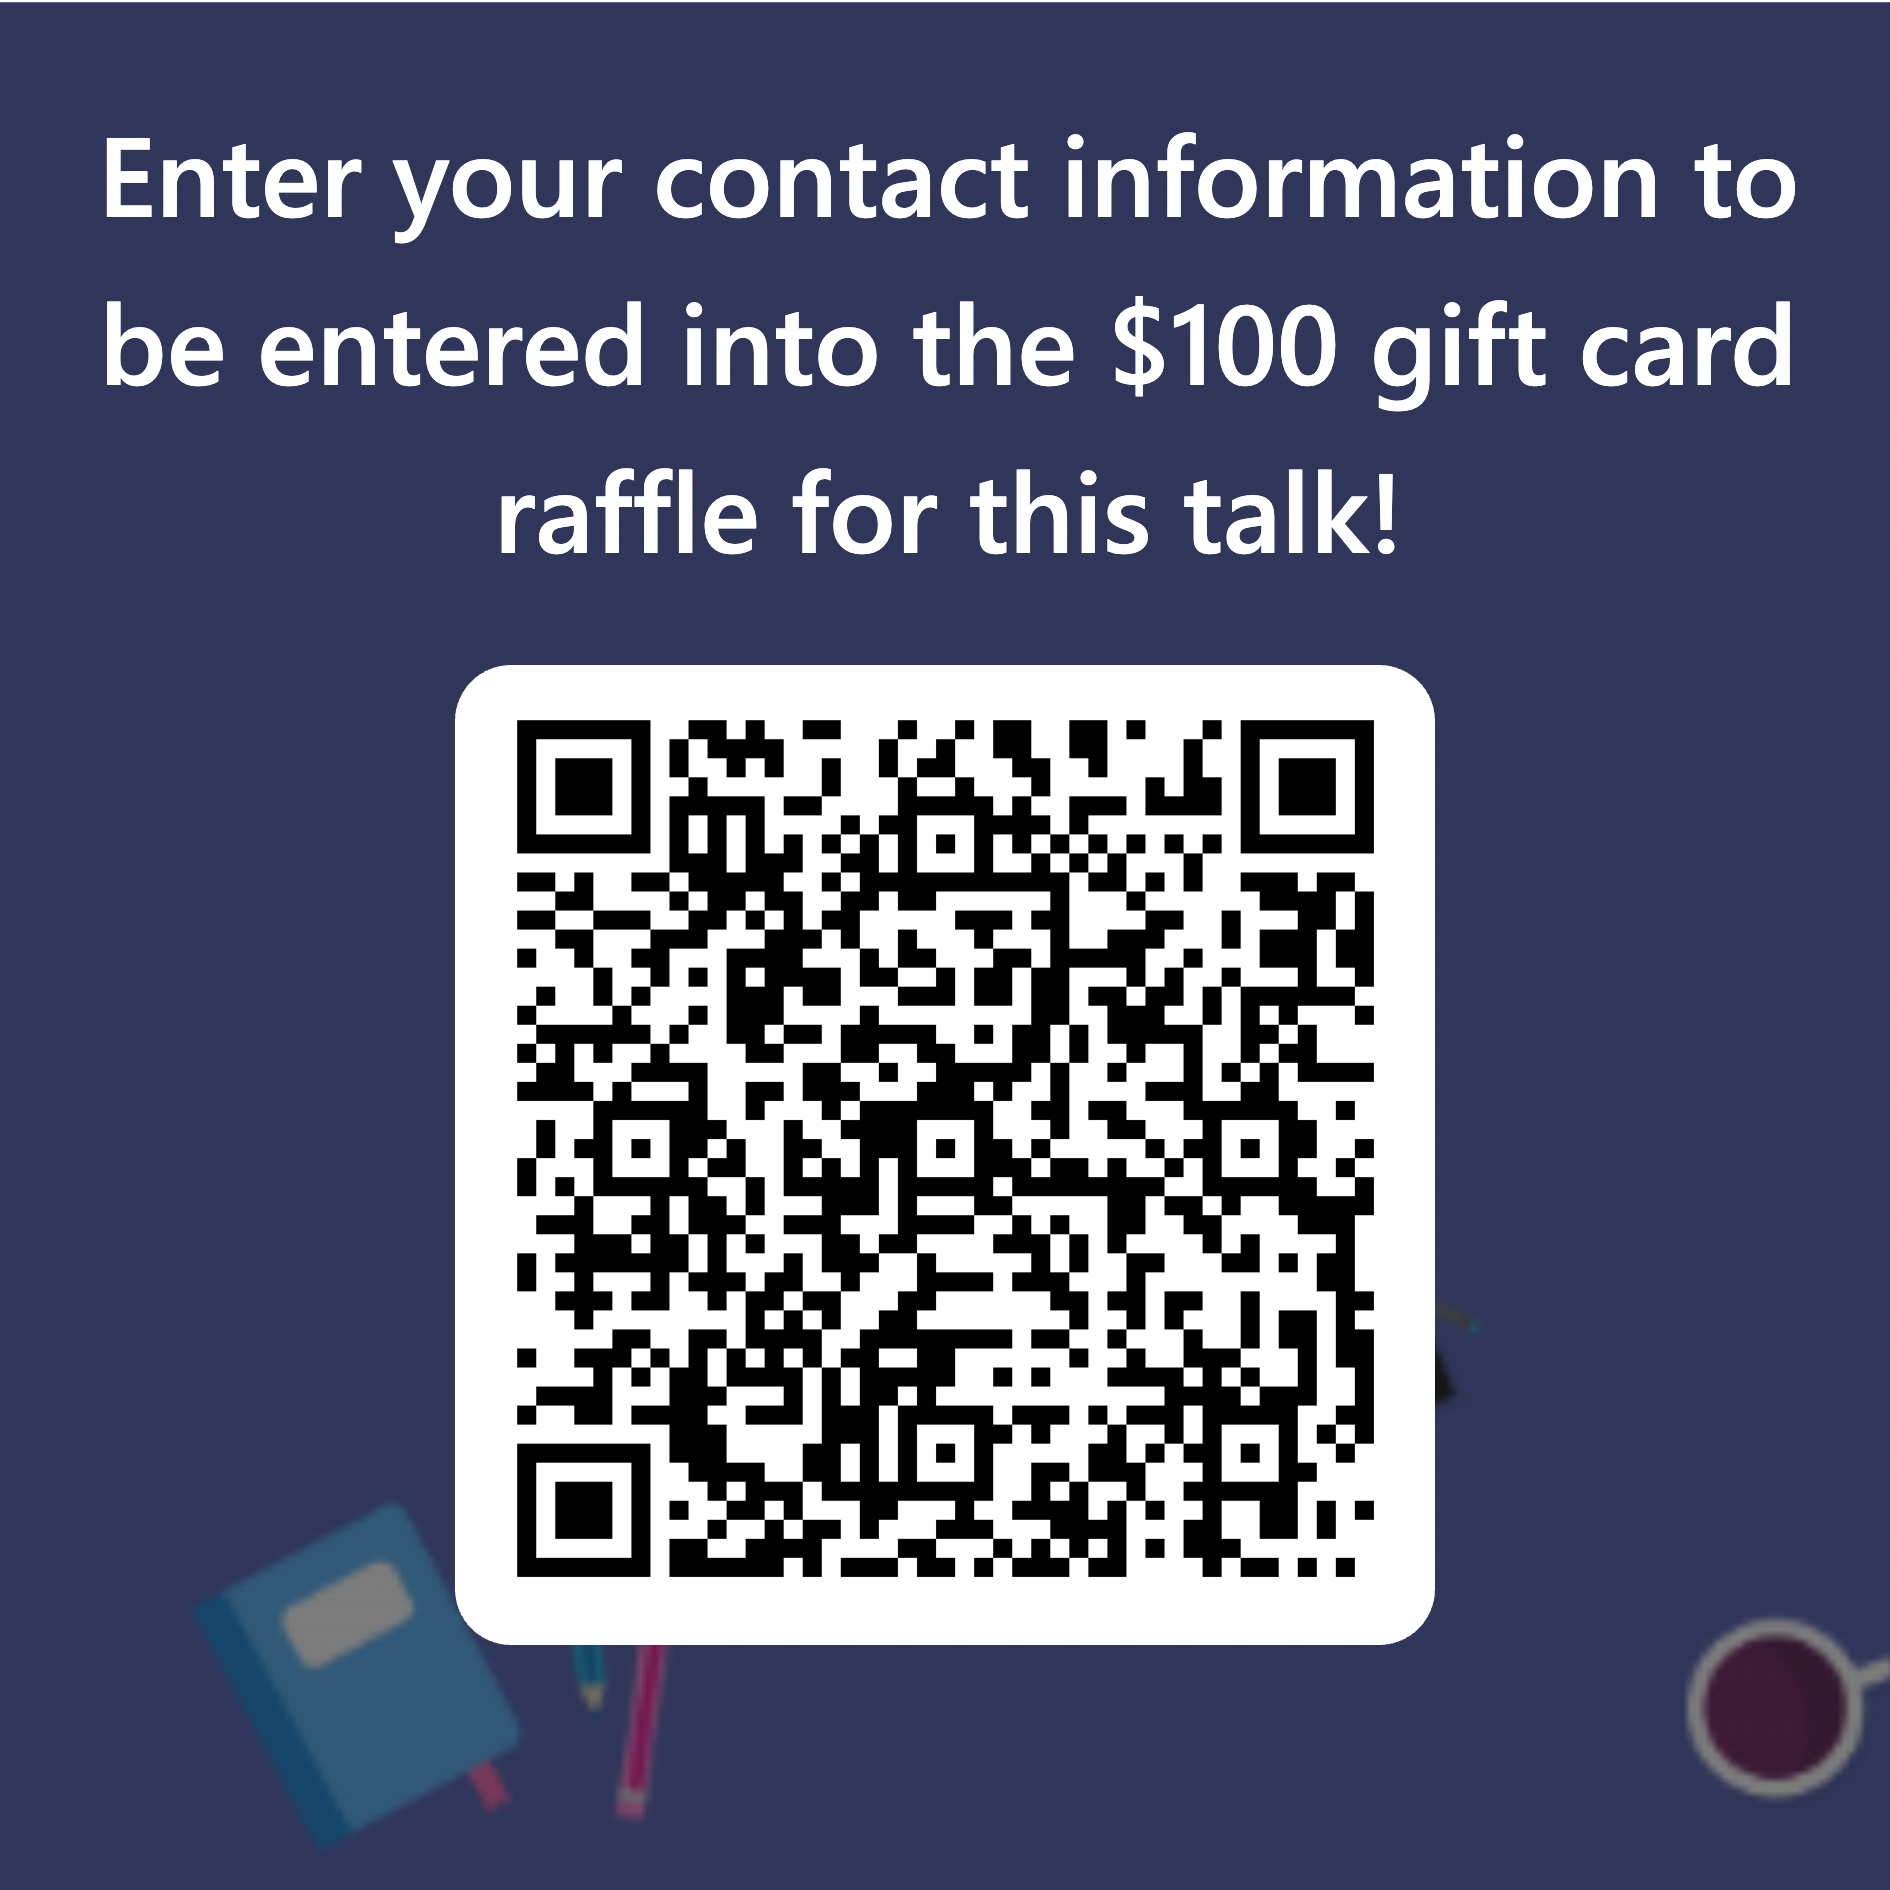 Enter your contact information to
be entered into the $100 gift card
raffle for this talk!